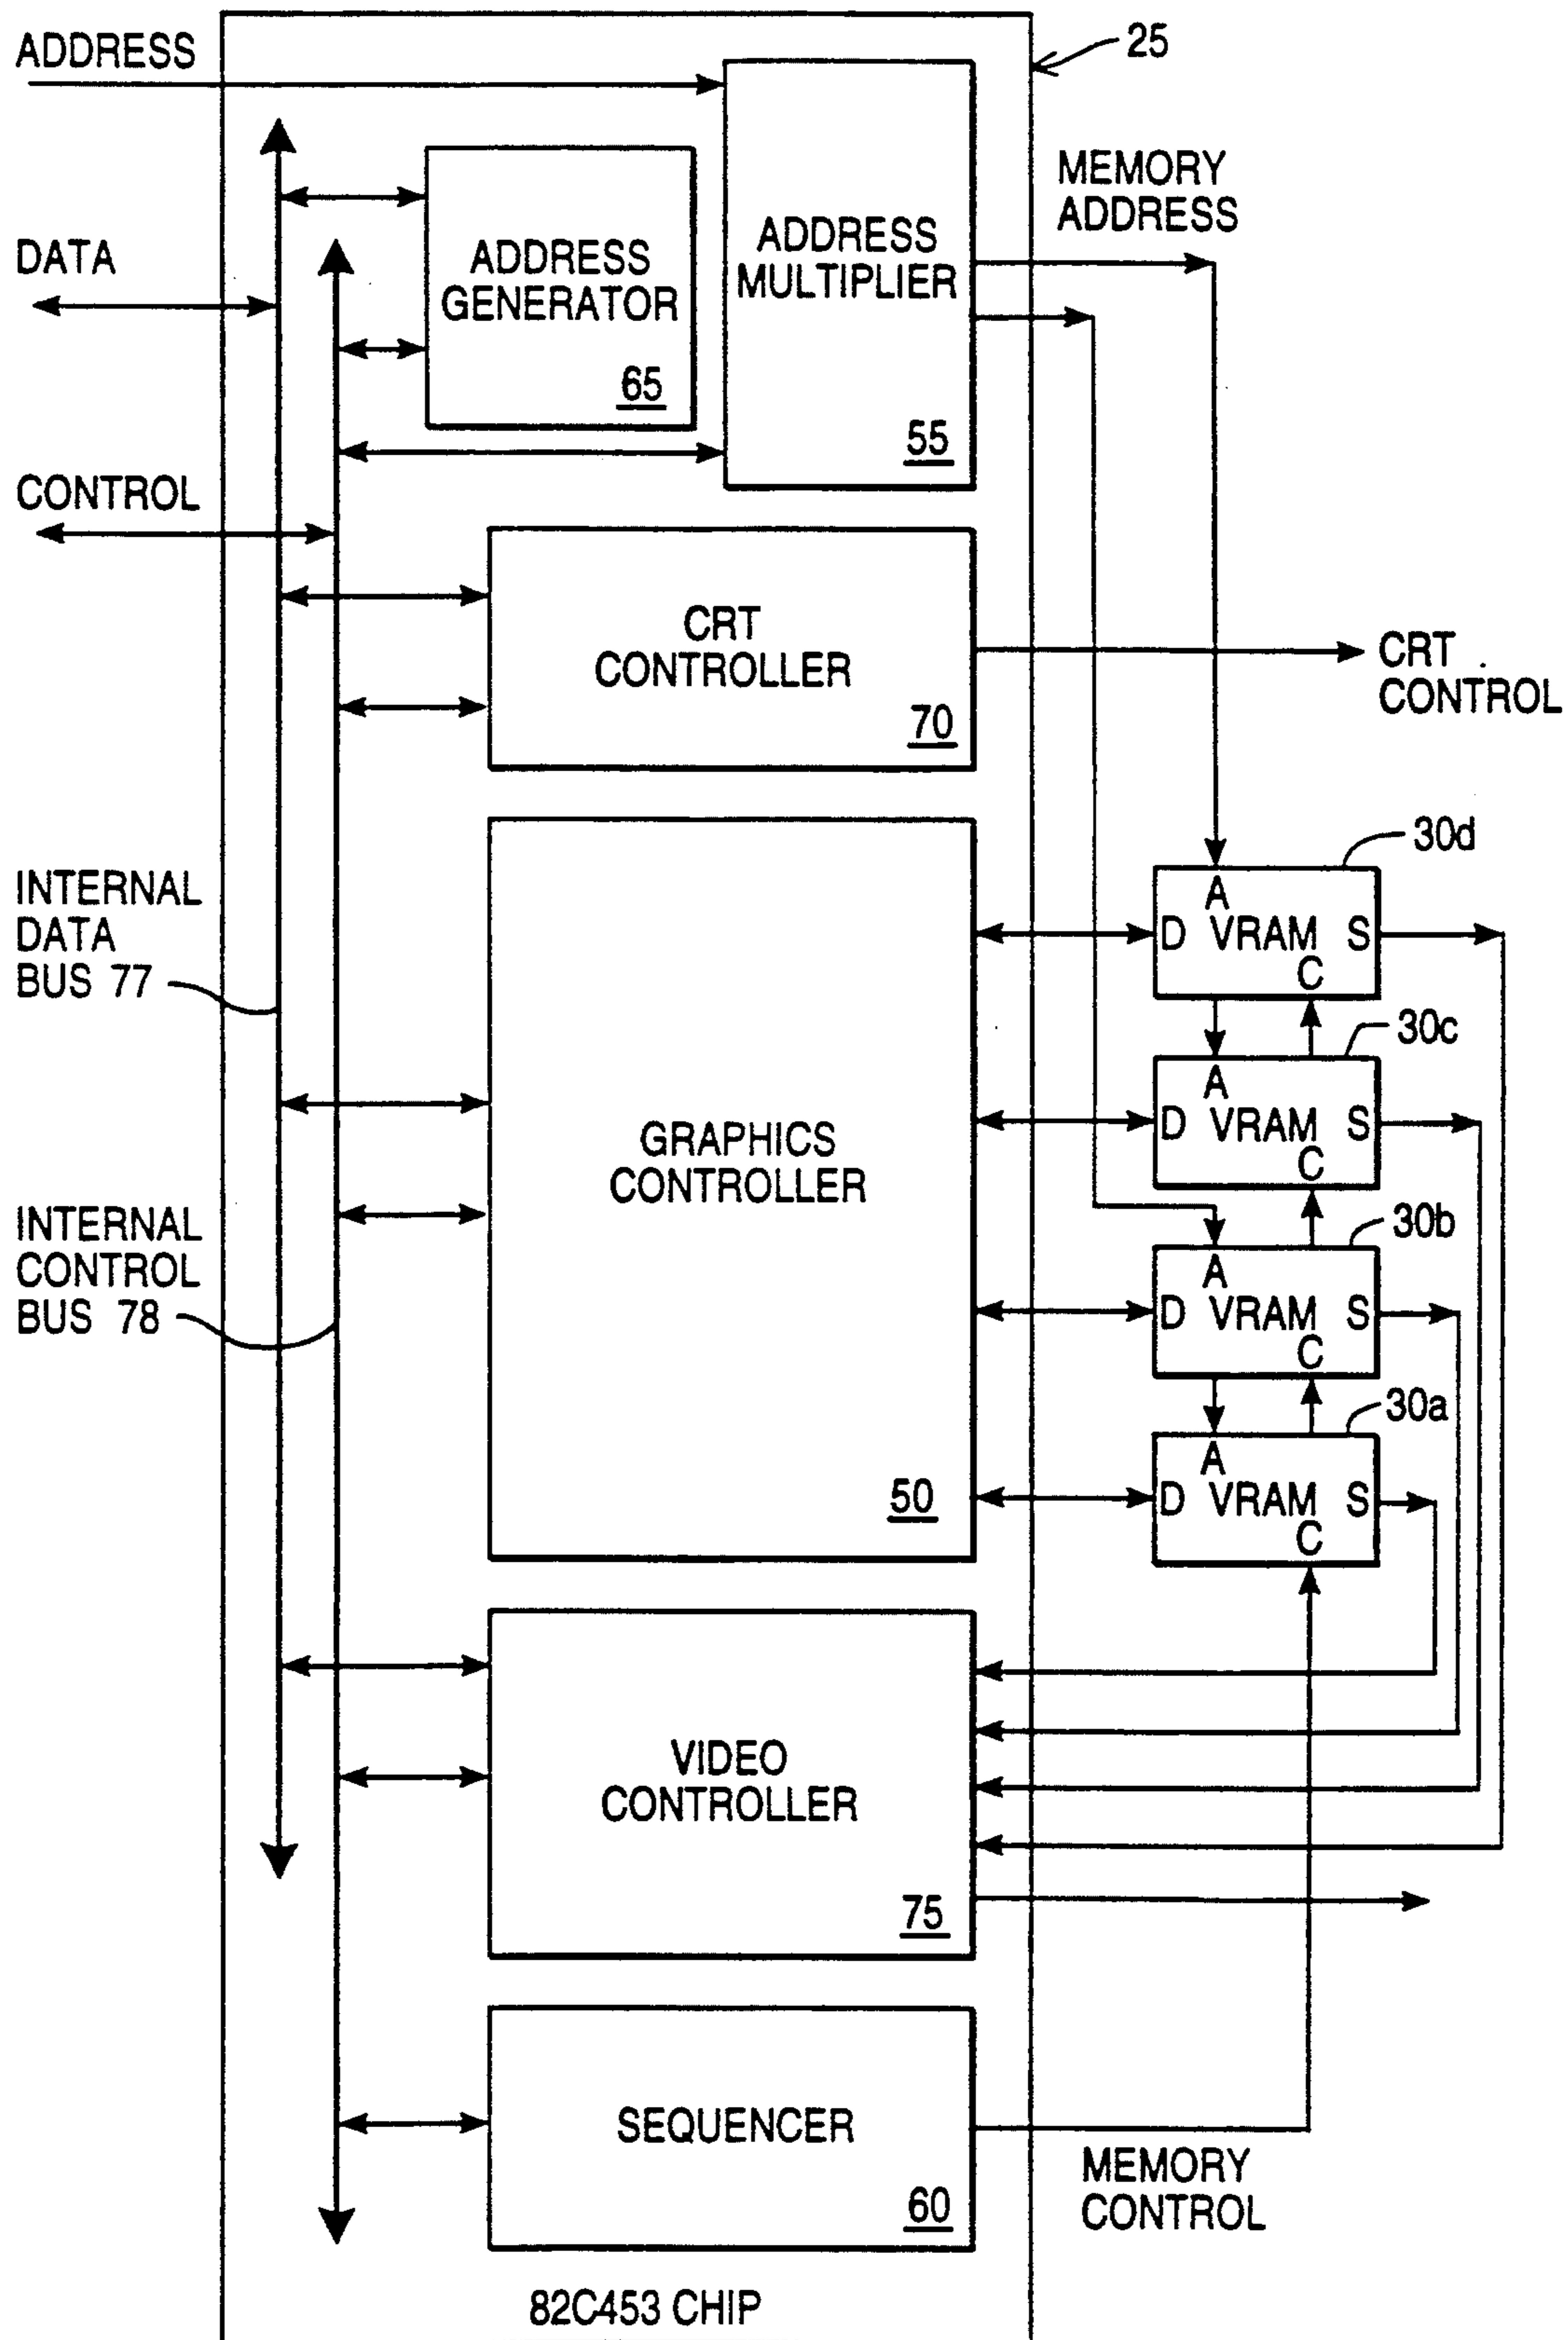 ADDRESS
25
MEMORY
ADDRESS
ADDRESS
MULTIPLIER
55
DATA
ADDRESS
GENERATOR
65
CONTROL
CRT
CONTROLLER
70
CRT
CONTROL
INTERNAL
DATA
BUS 77
30d
A
D VRAM S
C
30c
A
D VRAM S
C
GRAPHICS
CONTROLLER
50
INTERNAL
CONTROL
BUS 78
30b
A
D VRAM S
C
30a
A
D VRAM S
C
VIDEO
CONTROLLER
75
SEQUENCER
60
MEMORY
CONTROL
82C453 CHIP